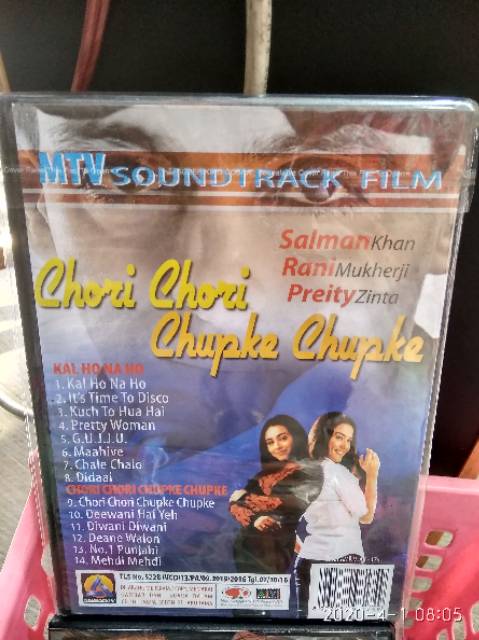 MTV SOUNDTRACK FILM
Salman Khan
Rani Mukherji
Preity Zinta
Chori Chori
Chupke Chupke
KAL HO NA HO
1. Kal Ho Na Ho
2. It's Time To Disco
3. Kuch To Hua Hai
4. Pretty Woman
5. G.U.J.J.U.
6. Maahive
7. Chale Chalo
8. Didaai
CHORI CHORI CHUPKE CHUPKE
9. Chori Chori Chupke Chupke
10. Deewani Hai Yeh
11. Diwani Diwani
12. Deane Walon
13. No.1 Punjabi
14. Mehdi Mehdi
2020-4-1 08:05